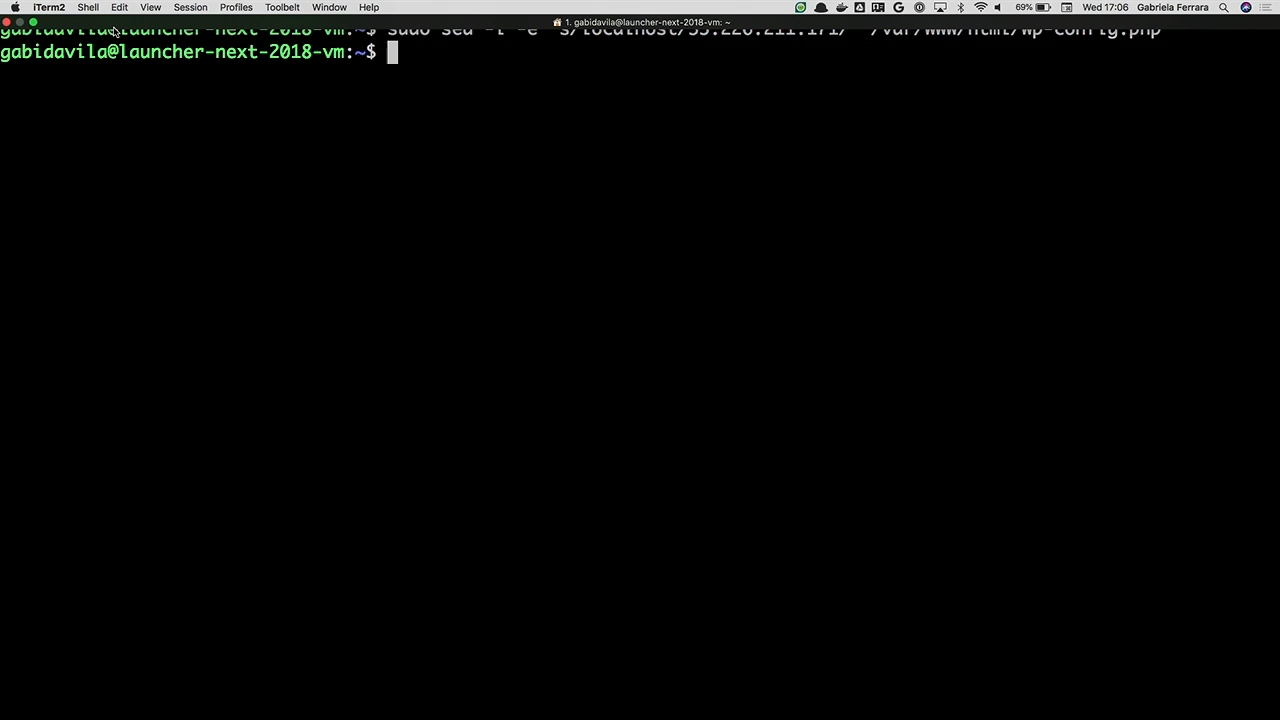 iTerm2 Shell Edit View Session Profiles Toolbelt Window Help 69% Wed 17:06 Gabriela Ferrara
1. gabidavila@launcher-next-2018-vm: ~
gabidavila@launcher-next-2018-vm:~$ sudo sed -i -e "s/localhost/35.226.211.171/" /var/www/html/wp-config.php
gabidavila@launcher-next-2018-vm:~$